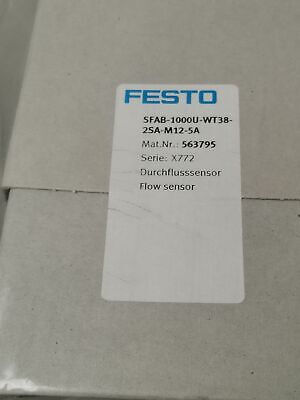 FESTO
SFAB-1000U-WT38-
2SA-M12-5A
Mat.Nr.: 563795
Serie: X772
Durchflusssensor
Flow sensor